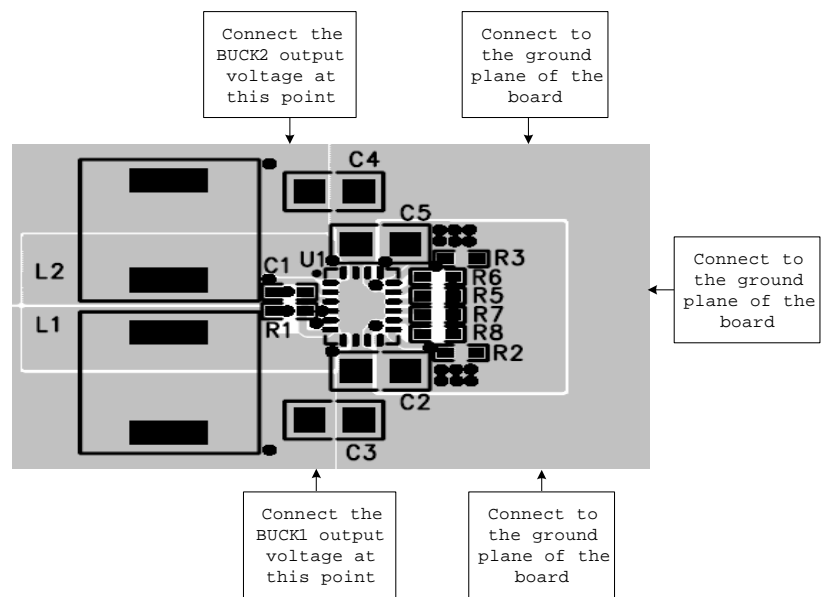 Connect the
BUCK2 output
voltage at
this point
Connect to
the ground
plane of the
board
C4
C5
U1
C1
R3
L2
R6
R5
L1
R7
R1
R8
R2
C2
C3
Connect to
the ground
plane of the
board
Connect the
BUCK1 output
voltage at
this point
Connect to
the ground
plane of the
board